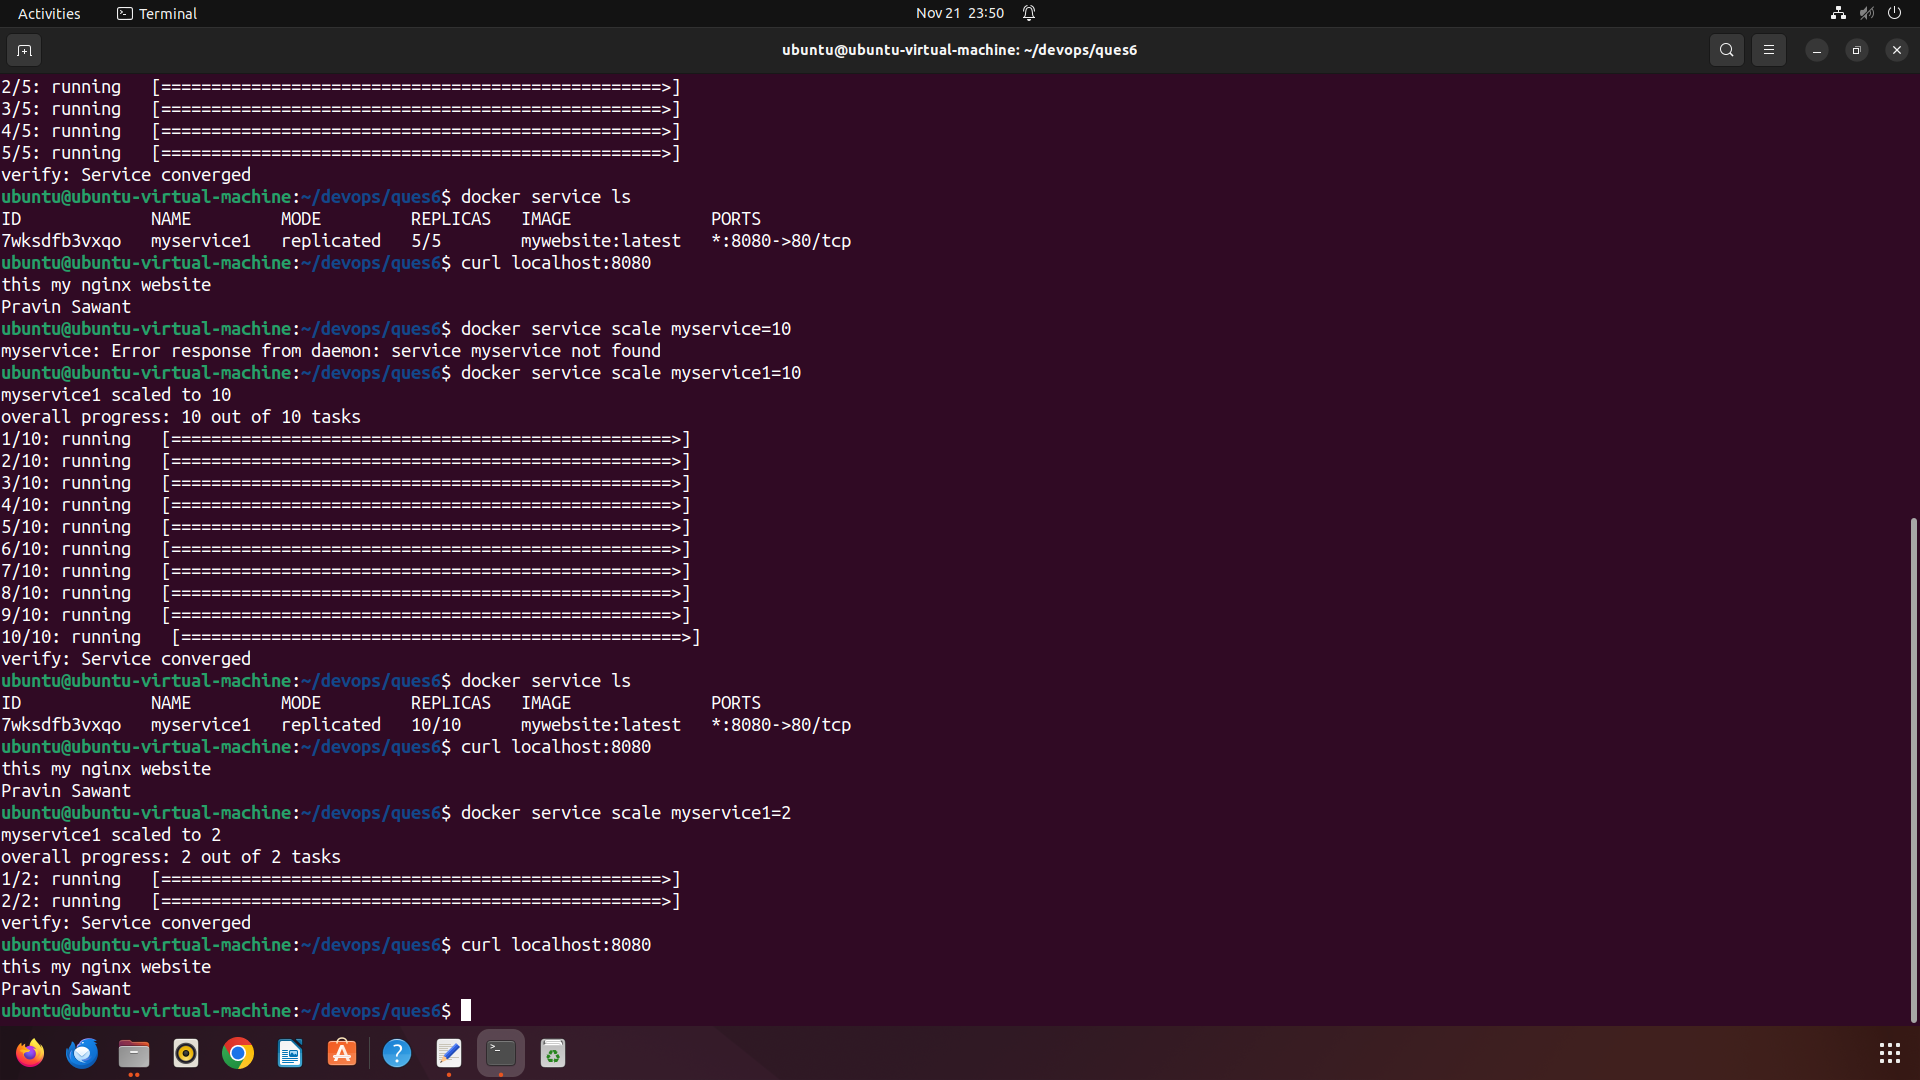 Activities Terminal Nov 21 23:50
ubuntu@ubuntu-virtual-machine: ~/devops/ques6
2/5: running   [==================================================>]
3/5: running   [==================================================>]
4/5: running   [==================================================>]
5/5: running   [==================================================>]
verify: Service converged
ubuntu@ubuntu-virtual-machine:~/devops/ques6$ docker service ls
ID             NAME         MODE         REPLICAS   IMAGE              PORTS
7wksdfb3vxqo   myservice1   replicated   5/5        mywebsite:latest   *:8080->80/tcp
ubuntu@ubuntu-virtual-machine:~/devops/ques6$ curl localhost:8080
this my nginx website
Pravin Sawant
ubuntu@ubuntu-virtual-machine:~/devops/ques6$ docker service scale myservice=10
myservice: Error response from daemon: service myservice not found
ubuntu@ubuntu-virtual-machine:~/devops/ques6$ docker service scale myservice1=10
myservice1 scaled to 10
overall progress: 10 out of 10 tasks
1/10: running   [==================================================>]
2/10: running   [==================================================>]
3/10: running   [==================================================>]
4/10: running   [==================================================>]
5/10: running   [==================================================>]
6/10: running   [==================================================>]
7/10: running   [==================================================>]
8/10: running   [==================================================>]
9/10: running   [==================================================>]
10/10: running   [==================================================>]
verify: Service converged
ubuntu@ubuntu-virtual-machine:~/devops/ques6$ docker service ls
ID             NAME         MODE         REPLICAS   IMAGE              PORTS
7wksdfb3vxqo   myservice1   replicated   10/10      mywebsite:latest   *:8080->80/tcp
ubuntu@ubuntu-virtual-machine:~/devops/ques6$ curl localhost:8080
this my nginx website
Pravin Sawant
ubuntu@ubuntu-virtual-machine:~/devops/ques6$ docker service scale myservice1=2
myservice1 scaled to 2
overall progress: 2 out of 2 tasks
1/2: running   [==================================================>]
2/2: running   [==================================================>]
verify: Service converged
ubuntu@ubuntu-virtual-machine:~/devops/ques6$ curl localhost:8080
this my nginx website
Pravin Sawant
ubuntu@ubuntu-virtual-machine:~/devops/ques6$